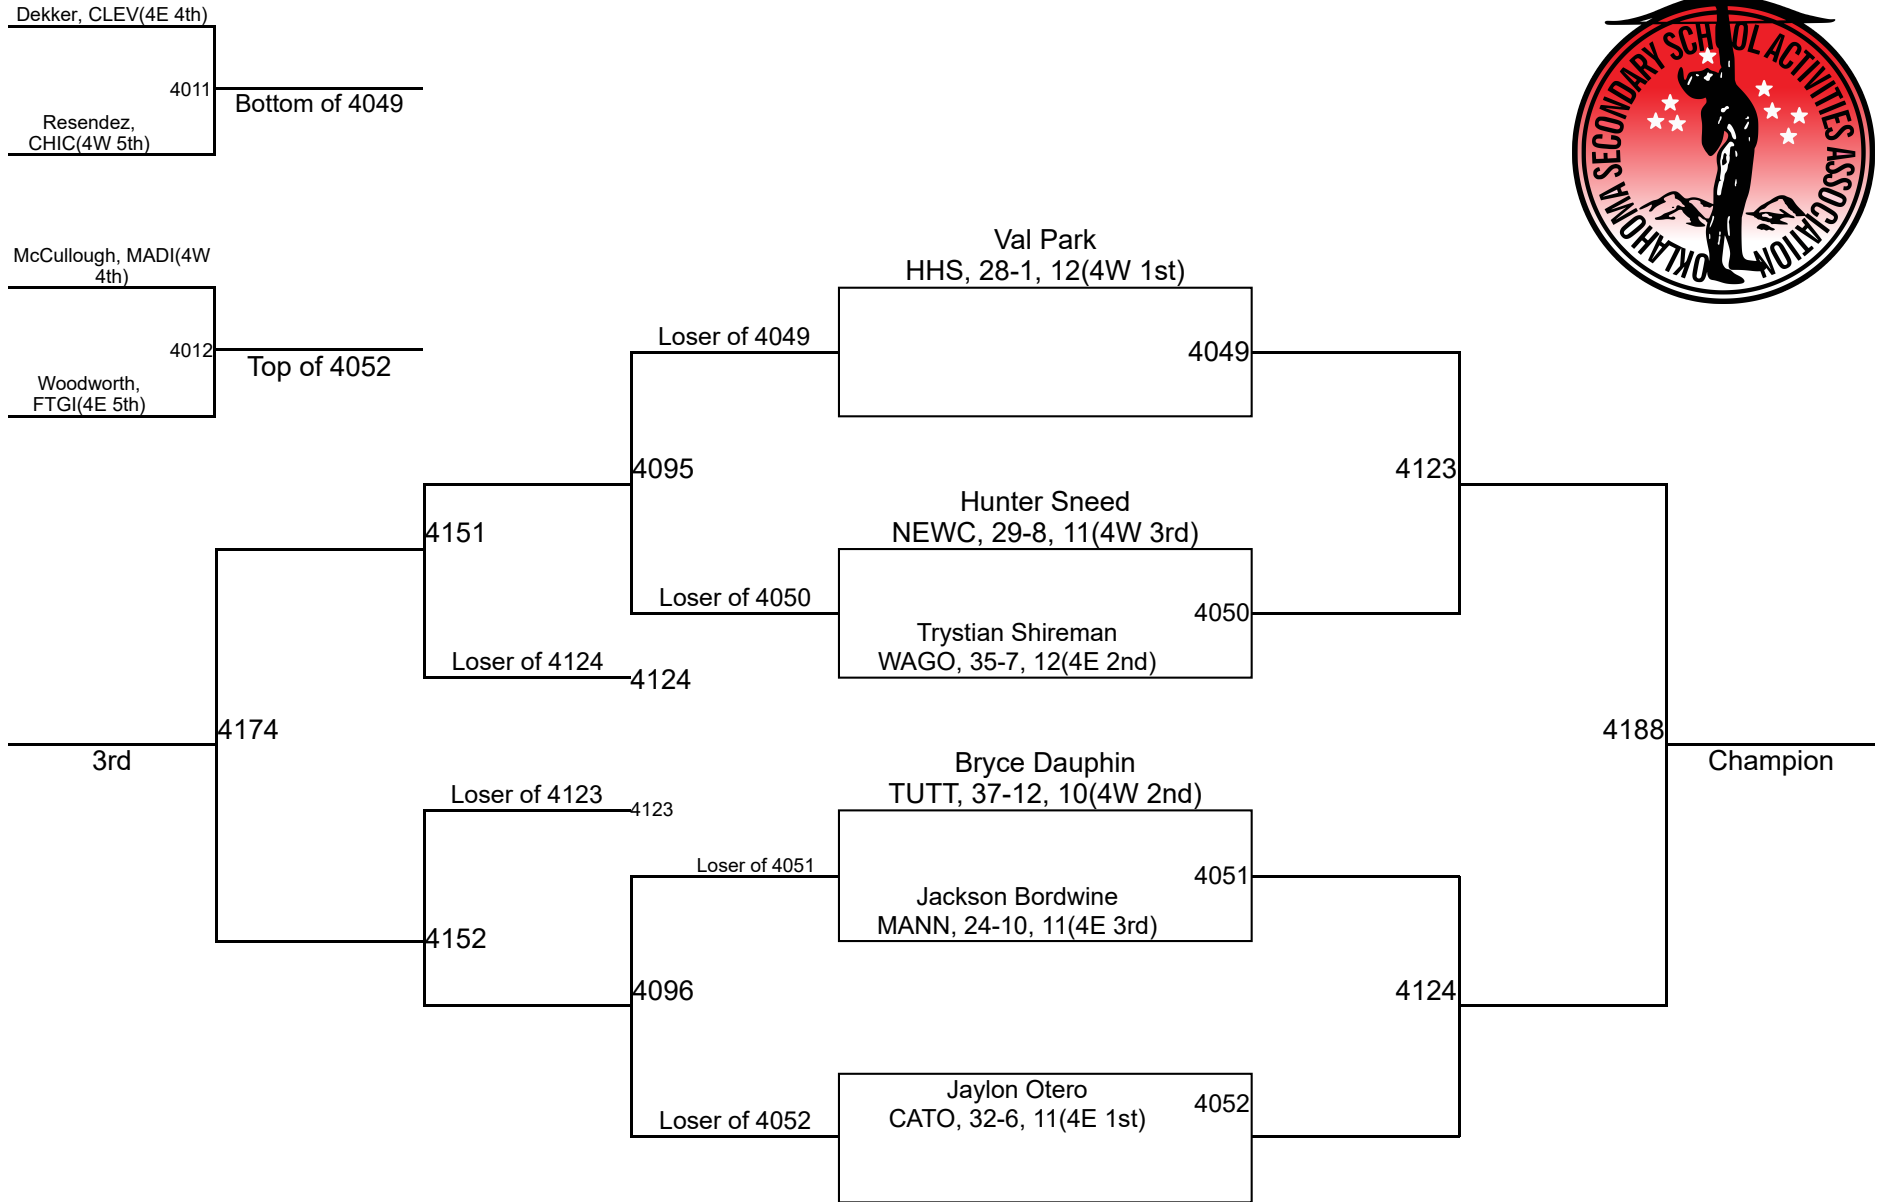 Dekker, CLEV(4E 4th)
4011
Bottom of 4049
Resendez,
CHIC(4W 5th)
McCullough, MADI(4W
4th)
4012
Top of 4052
Woodworth,
FTGI(4E 5th)
OKLAHOMA SECONDARY SCHOOL ACTIVITIES ASSOCIATION
Val Park
HHS, 28-1, 12(4W 1st)
Loser of 4049
4049
4095
4123
Hunter Sneed
NEWC, 29-8, 11(4W 3rd)
4151
Loser of 4050
4050
Trystian Shireman
WAGO, 35-7, 12(4E 2nd)
Loser of 4124
4124
4174
3rd
4188
Champion
Bryce Dauphin
TUTT, 37-12, 10(4W 2nd)
Loser of 4123
4123
Loser of 4051
4051
Jackson Bordwine
MANN, 24-10, 11(4E 3rd)
4152
4096
4124
Jaylon Otero
CATO, 32-6, 11(4E 1st)
4052
Loser of 4052